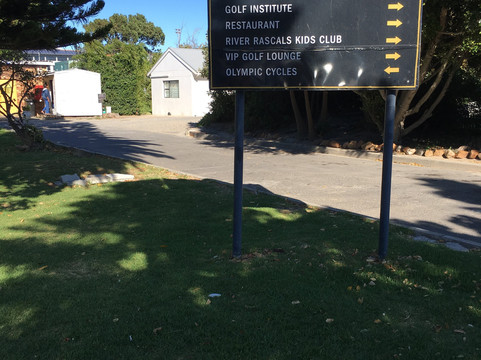 GOLF INSTITUTE
RESTAURANT
RIVER RASCALS KIDS CLUB
VIP GOLF LOUNGE
OLYMPIC CYCLES